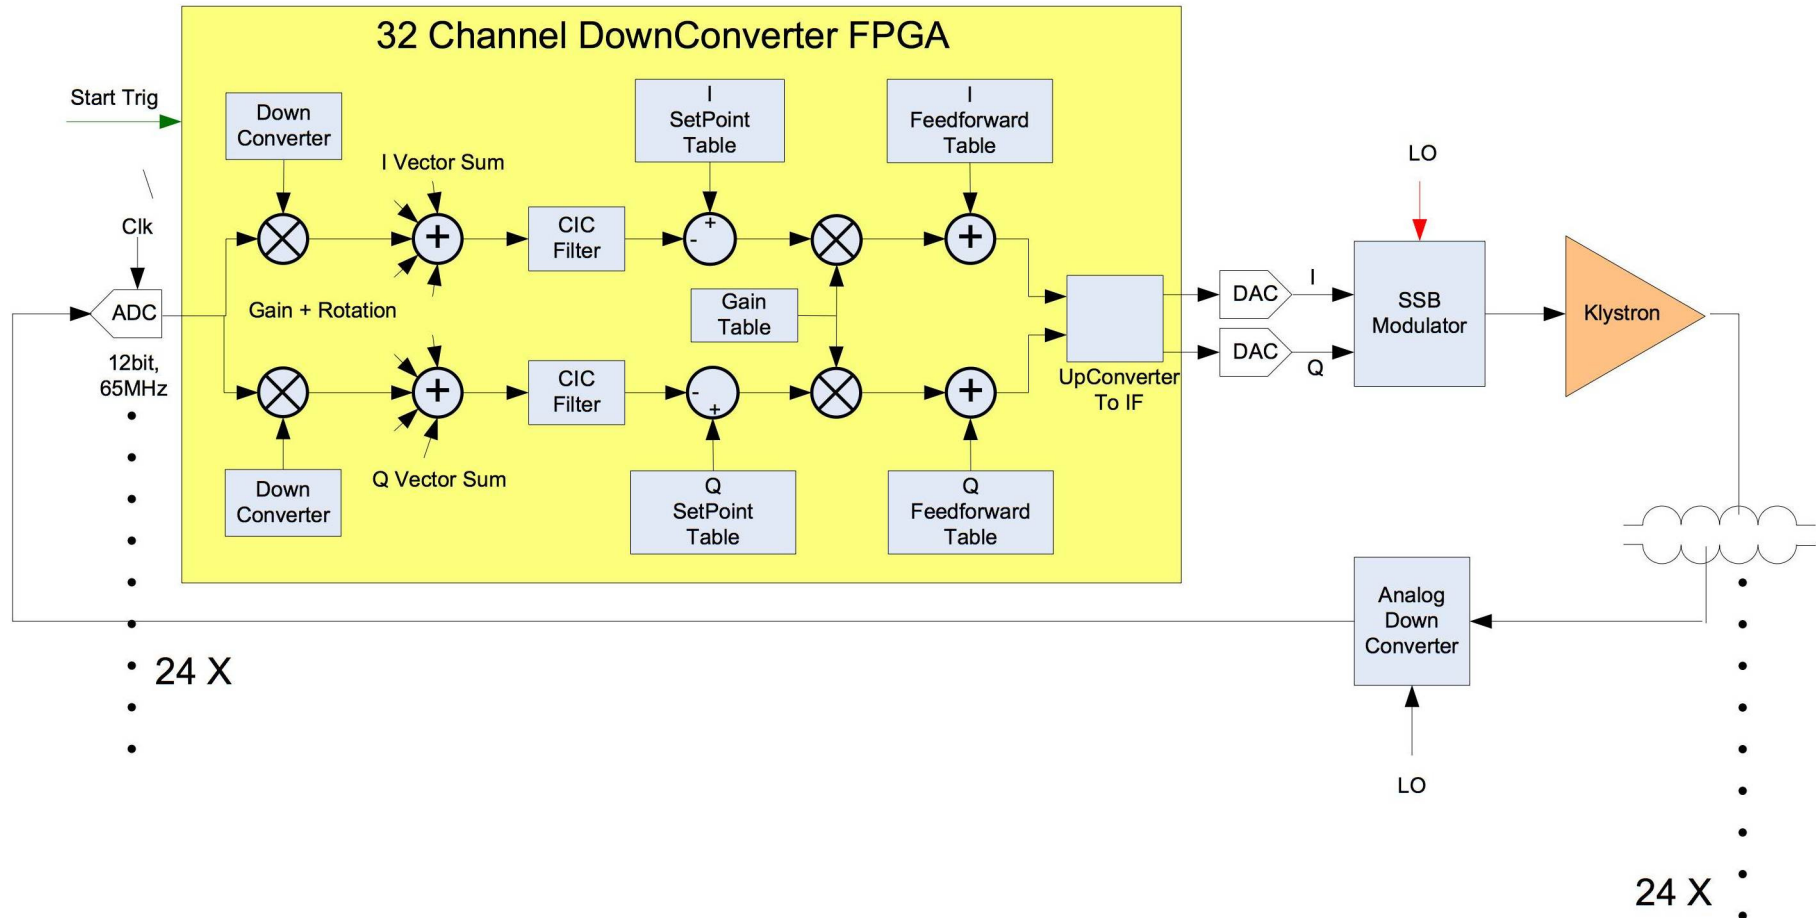 32 Channel DownConverter FPGA
Start Trig
Down
Converter
I
SetPoint
Table
I
Feedforward
Table
I Vector Sum
LO
Clk
+
CIC
Filter
+
-
+
ADC
Gain + Rotation
Gain
Table
DAC
I
SSB
Modulator
Klystron
12bit,
65MHz
DAC
Q
UpConverter
To IF
+
CIC
Filter
-
+
+
Down
Converter
Q Vector Sum
Q
SetPoint
Table
Q
Feedforward
Table
Analog
Down
Converter
24 X
LO
24 X